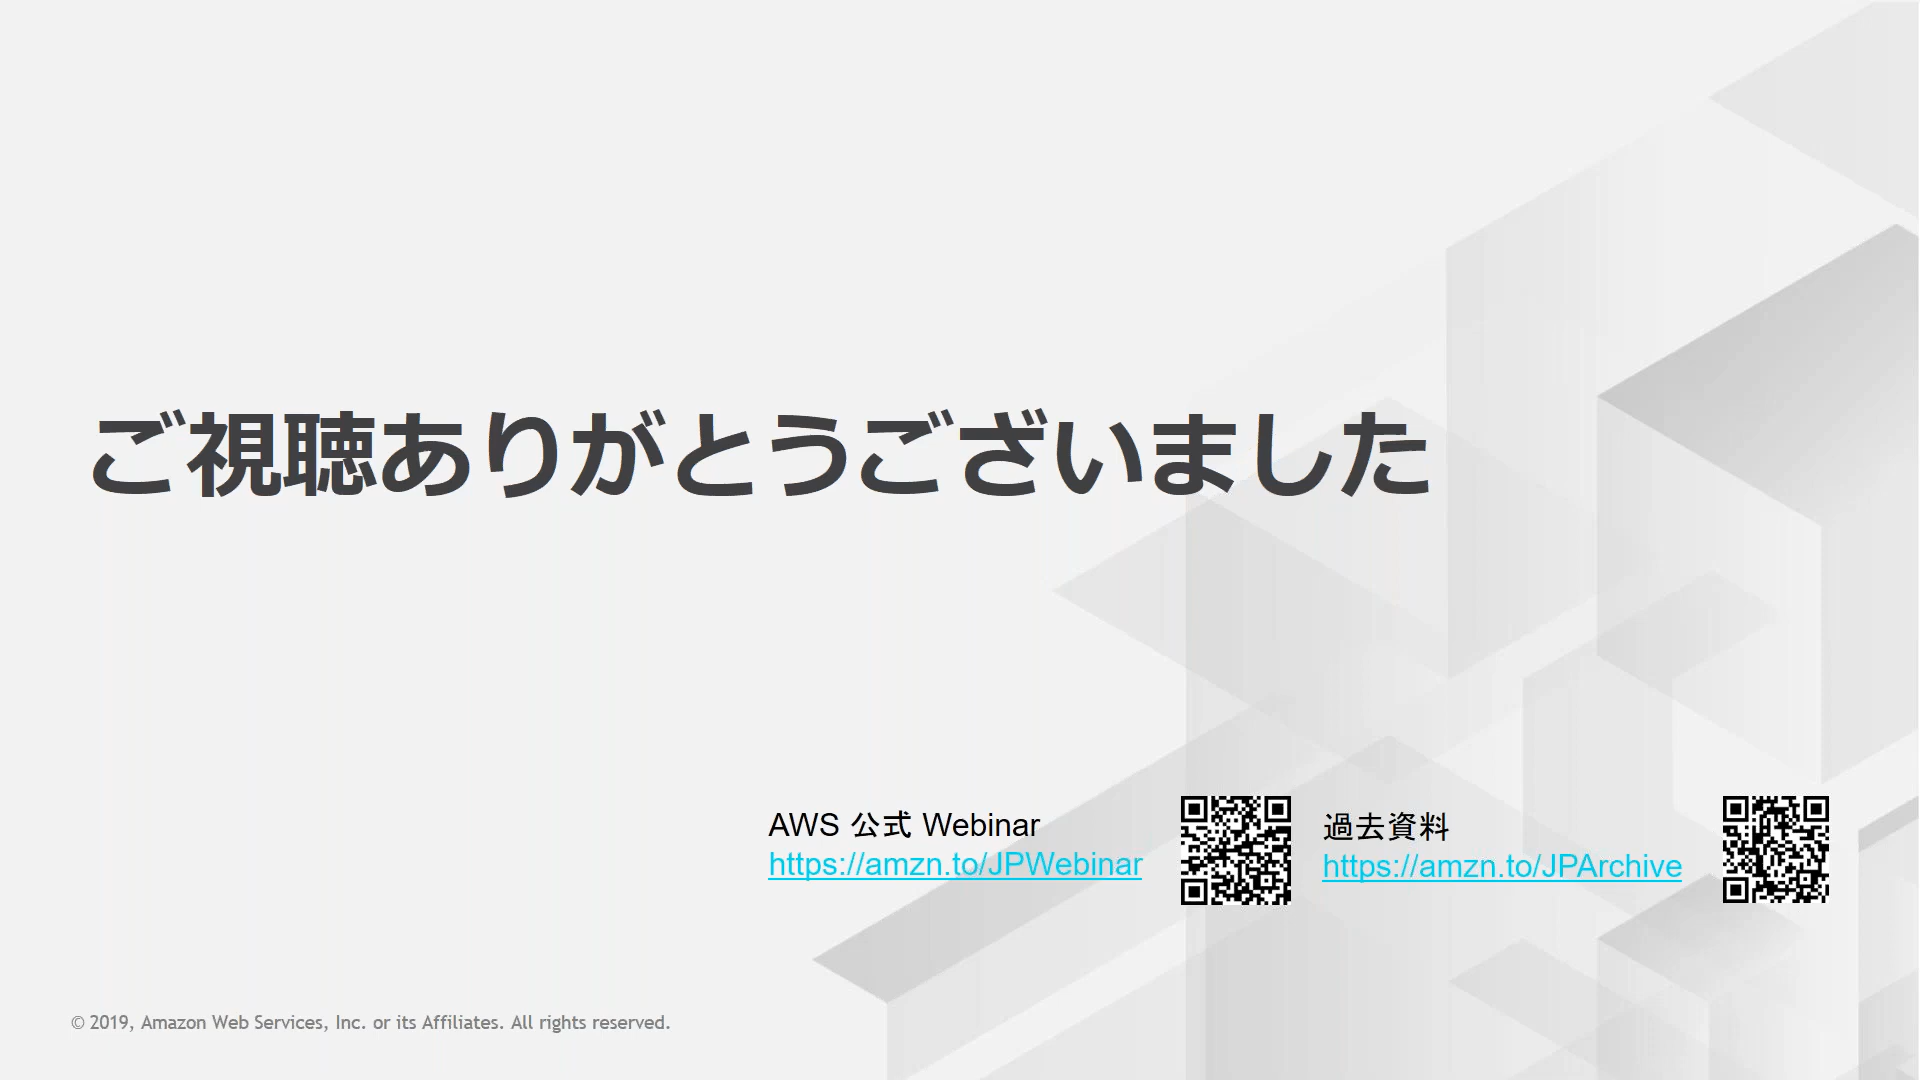 ご視聴ありがとうございました
AWS 公式 Webinar
https://amzn.to/JPWebinar
過去資料
https://amzn.to/JPArchive
© 2019, Amazon Web Services, Inc. or its Affiliates. All rights reserved.